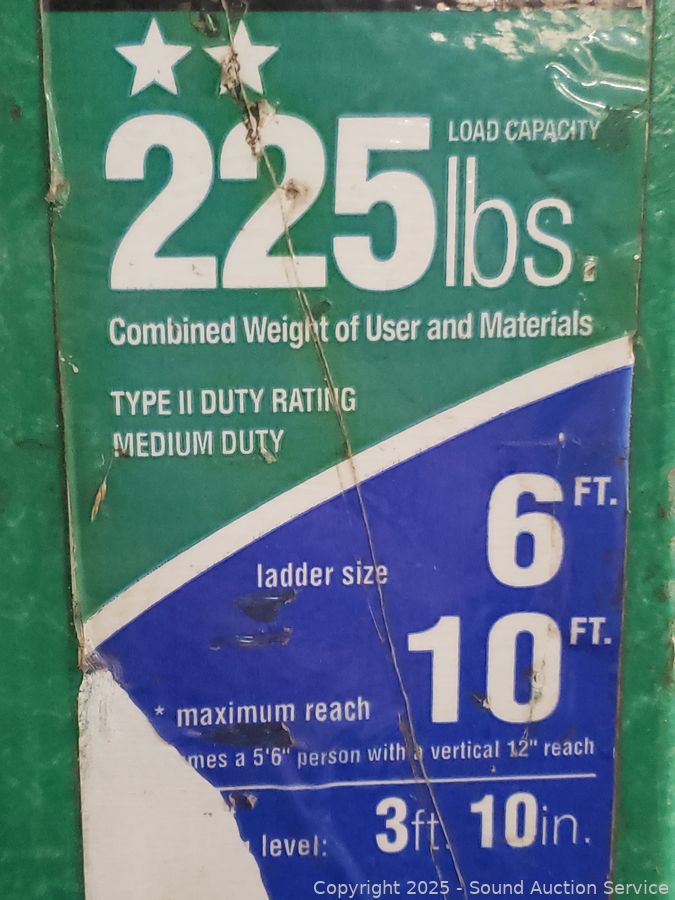 LOAD CAPACITY
225 lbs.
Combined Weight of User and Materials
TYPE II DUTY RATING
MEDIUM DUTY
ladder size 6 FT.
* maximum reach 10 FT.
a 5'6" person with a vertical 12" reach
level: 3ft. 10in.
Copyright 2025 - Sound Auction Service